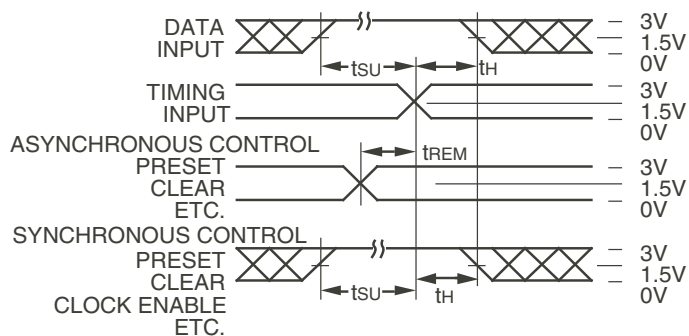 DATA
INPUT
3V
1.5V
0V
tSU
tH
TIMING
INPUT
3V
1.5V
0V
ASYNCHRONOUS CONTROL
tREM
PRESET
CLEAR
ETC.
3V
1.5V
0V
SYNCHRONOUS CONTROL
PRESET
CLEAR
CLOCK ENABLE
ETC.
3V
1.5V
0V
tSU
tH